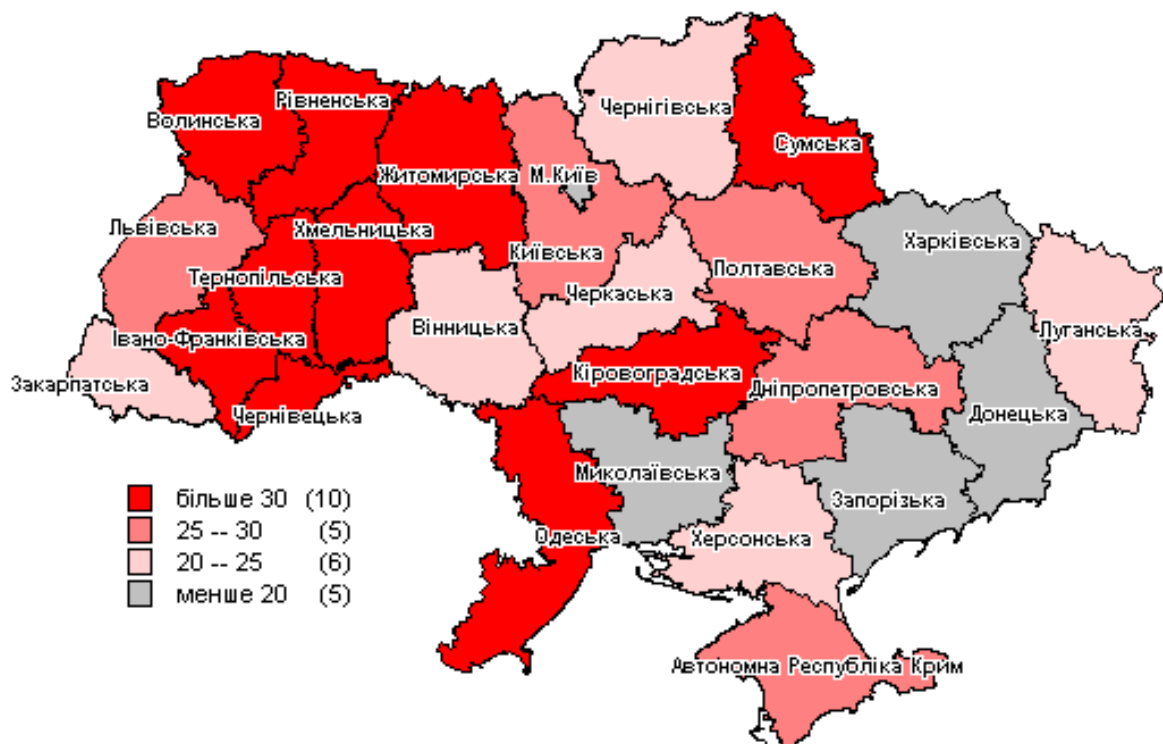 Чернігівська
Рівненська
Волинська
Сумська
Житомирська
М.Київ
Львівська
Хмельницька
Київська
Харківська
Полтавська
Тернопільська
Черкаська
Вінницька
Луганська
Івано-Франківська
Закарпатська
Кіровоградська
Дніпропетровська
Чернівецька
Донецька
Миколаївська
Запорізька
більше 30 (10)
25 -- 30 (5)
20 -- 25 (6)
менше 20 (5)
Одеська
Херсонська
Автономна Республіка Крим